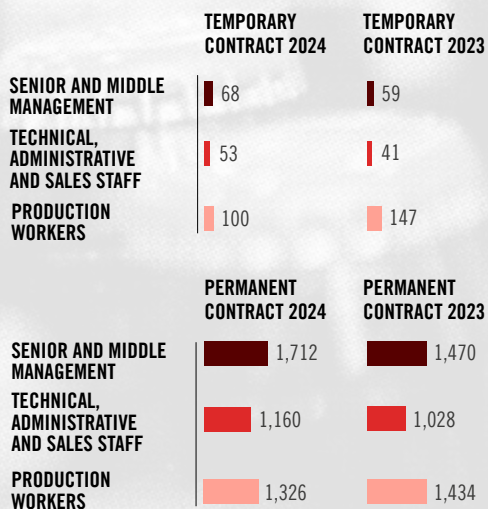 TEMPORARY
CONTRACT 2024
TEMPORARY
CONTRACT 2023
SENIOR AND MIDDLE
MANAGEMENT
68
59
TECHNICAL,
ADMINISTRATIVE
AND SALES STAFF
53
41
PRODUCTION
WORKERS
100
147
PERMANENT
CONTRACT 2024
PERMANENT
CONTRACT 2023
SENIOR AND MIDDLE
MANAGEMENT
1,712
1,470
TECHNICAL,
ADMINISTRATIVE
AND SALES STAFF
1,160
1,028
PRODUCTION
WORKERS
1,326
1,434